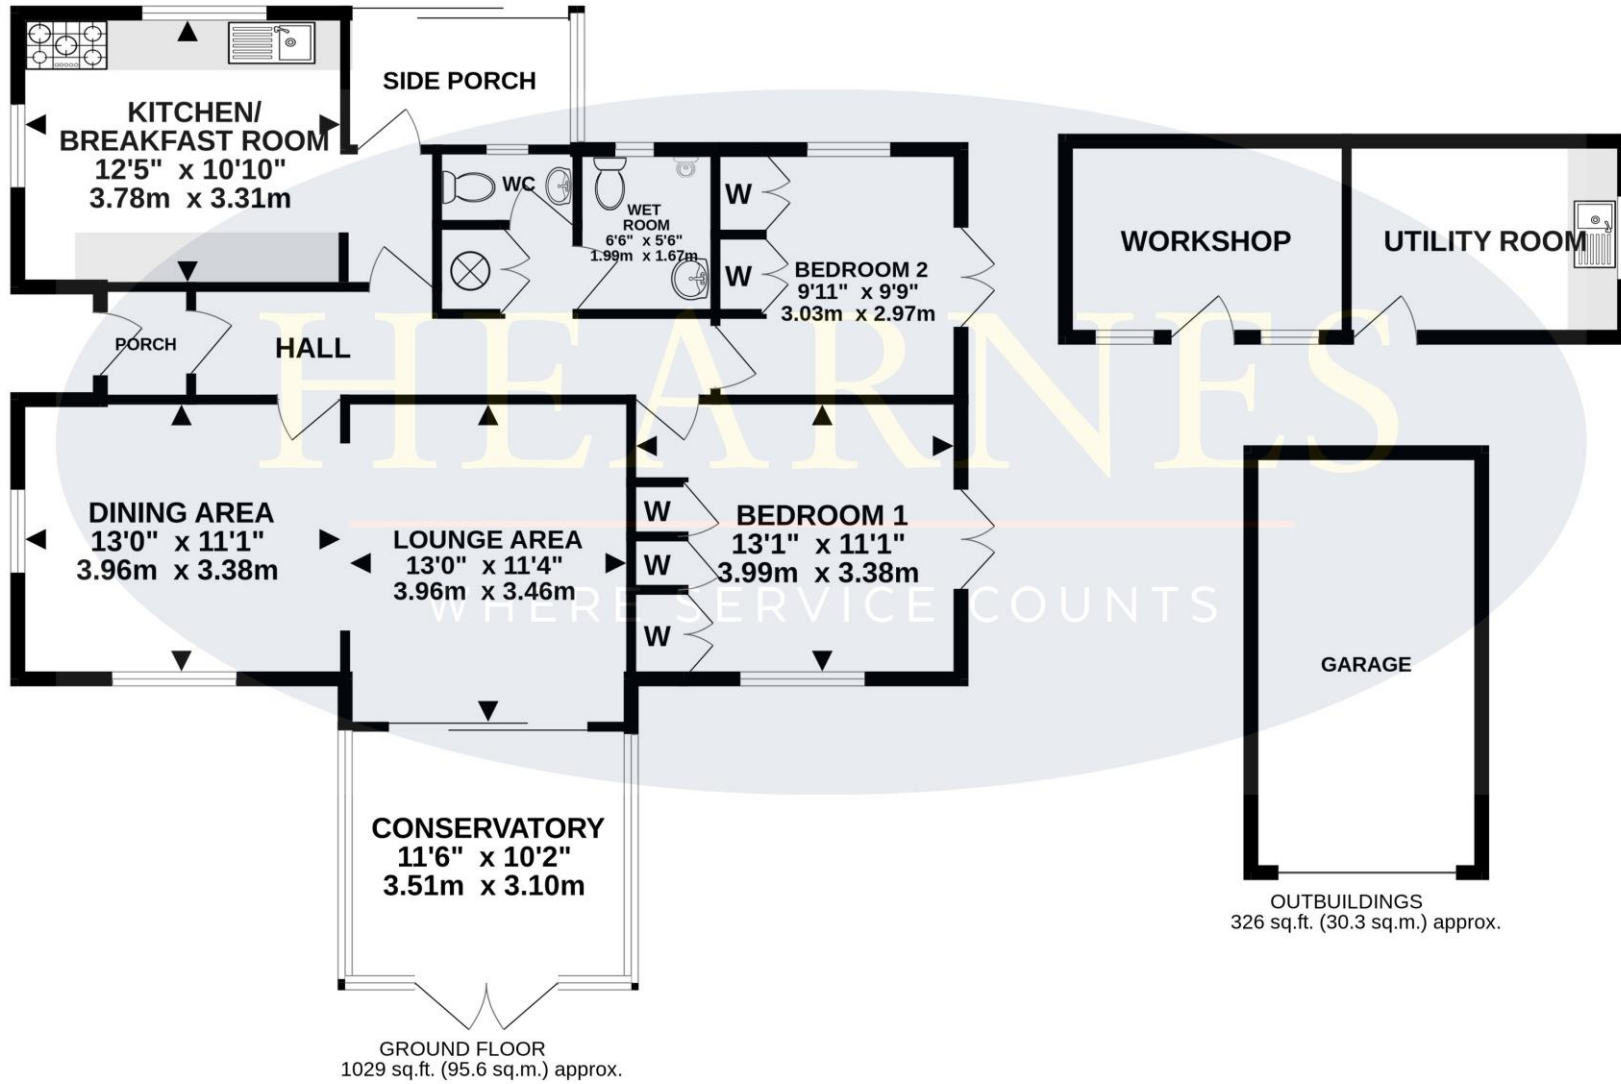 KITCHEN/
BREAKFAST ROOM
12'5" x 10'10"
3.78m x 3.31m
SIDE PORCH
WC
WET
ROOM
6'6" x 5'6"
1.99m x 1.67m
W
W
BEDROOM 2
9'11" x 9'9"
3.03m x 2.97m
WORKSHOP
UTILITY ROOM
PORCH
HALL
HEARNES
WHERE SERVICE COUNTS
DINING AREA
13'0" x 11'1"
3.96m x 3.38m
LOUNGE AREA
13'0" x 11'4"
3.96m x 3.46m
W
W
W
BEDROOM 1
13'1" x 11'1"
3.99m x 3.38m
GARAGE
CONSERVATORY
11'6" x 10'2"
3.51m x 3.10m
OUTBUILDINGS
326 sq.ft. (30.3 sq.m.) approx.
GROUND FLOOR
1029 sq.ft. (95.6 sq.m.) approx.